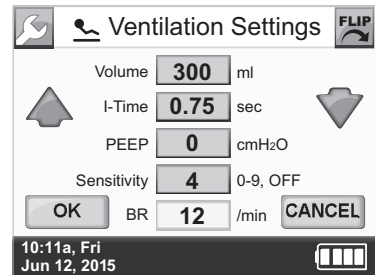 Ventilation Settings FLIP
Volume 300 ml
I-Time 0.75 sec
PEEP 0 cmH2O
Sensitivity 4 0-9, OFF
OK BR 12 /min CANCEL
10:11a, Fri
Jun 12, 2015